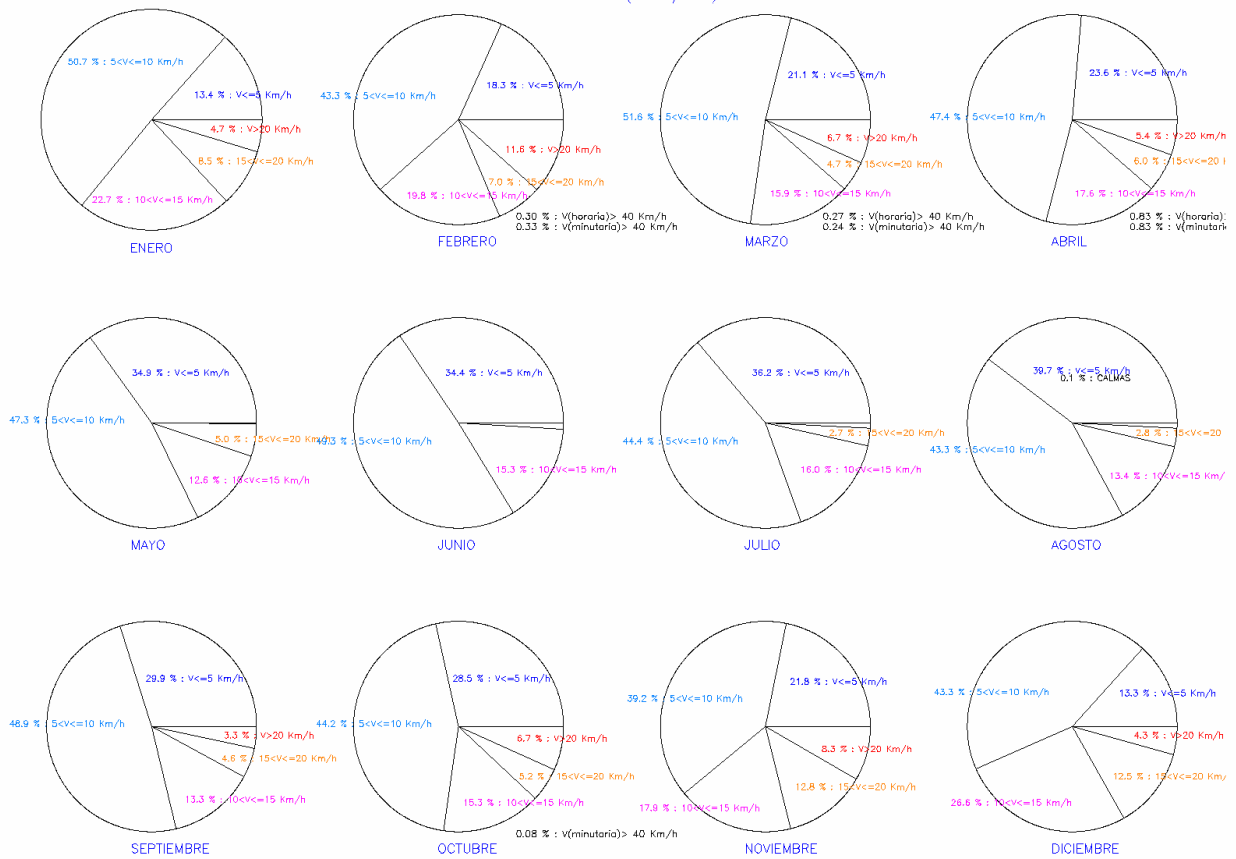 50.7 % : 5<V<=10 Km/h
13.4 % : V<=5 Km/h
4.7 % : V>20 Km/h
8.5 % : 15<V<=20 Km/h
22.7 % : 10<V<=15 Km/h
ENERO
18.3 % : V<=5 Km/h
43.3 % : 5<V<=10 Km/h
11.6 % : V>20 Km/h
7.0 % : 15<V<=20 Km/h
19.8 % : 10<V<=15 Km/h
0.30 % : V(horaria)> 40 Km/h
0.33 % : V(minutaria)> 40 Km/h
FEBRERO
21.1 % : V<=5 Km/h
51.6 % : 5<V<=10 Km/h
6.7 % : V>20 Km/h
4.7 % : 15<V<=20 Km/h
15.9 % : 10<V<=15 Km/h
0.27 % : V(horaria)> 40 Km/h
0.24 % : V(minutaria)> 40 Km/h
MARZO
23.6 % : V<=5 Km/h
47.4 % : 5<V<=10 Km/h
5.4 % : V>20 Km/h
6.0 % : 15<V<=20
17.6 % : 10<V<=15 Km/h
0.83 % : V(horaria)
0.83 % : V(minutari
ABRIL
34.9 % : V<=5 Km/h
47.3 % : 5<V<=10 Km/h
5.0 % : 15<V<=20 Km/h
12.6 % : 10<V<=15 Km/h
MAYO
34.4 % : V<=5 Km/h
49.3 % : 5<V<=10 Km/h
15.3 % : 10<V<=15 Km/h
JUNIO
36.2 % : V<=5 Km/h
44.4 % : 5<V<=10 Km/h
2.7 % : 15<V<=20 Km/h
16.0 % : 10<V<=15 Km/h
JULIO
39.7 % : V<=5 Km/h
0.1 % : CALMAS
43.3 % : 5<V<=10 Km/h
2.8 % : 15<V<=20
13.4 % : 10<V<=15 Km/
AGOSTO
29.9 % : V<=5 Km/h
48.9 % : 5<V<=10 Km/h
3.3 % : V>20 Km/h
4.6 % : 15<V<=20 Km/h
13.3 % : 10<V<=15 Km/h
SEPTIEMBRE
28.5 % : V<=5 Km/h
44.2 % : 5<V<=10 Km/h
6.7 % : V>20 Km/h
5.2 % : 15<V<=20 Km/h
15.3 % : 10<V<=15 Km/h
0.08 % : V(minutaria)> 40 Km/h
OCTUBRE
21.8 % : V<=5 Km/h
39.2 % : 5<V<=10 Km/h
8.3 % : V>20 Km/h
12.8 % : 15<V<=20 Km/h
17.9 % : 10<V<=15 Km/h
NOVIEMBRE
43.3 % : 5<V<=10 Km/h
13.3 % : V<=5 Km/h
4.3 % : V>20 Km/h
12.5 % : 15<V<=20 Km/
26.6 % : 10<V<=15 Km/h
DICIEMBRE